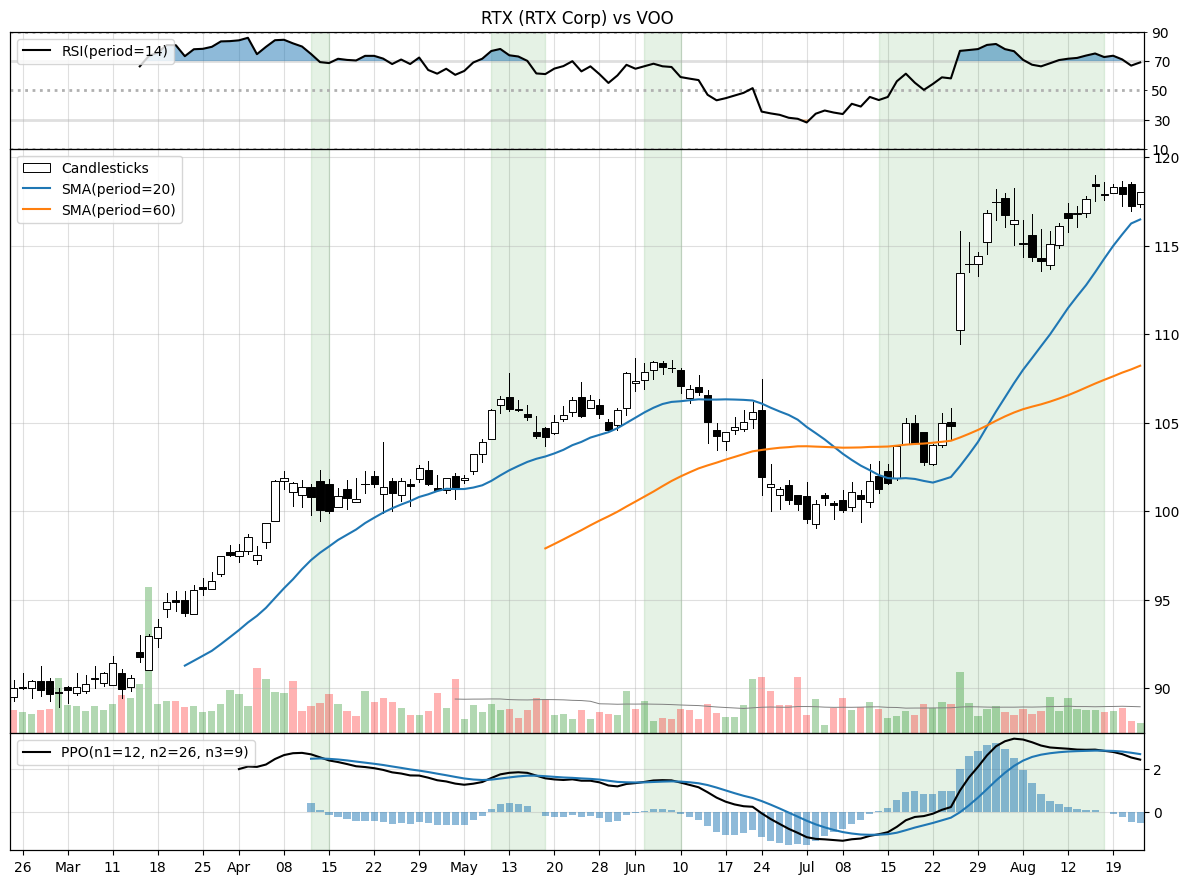 RTX (RTX Corp) vs VOO
RSI(period=14)
90
70
50
30
10
Candlesticks
SMA(period=20)
SMA(period=60)
120
115
110
105
100
95
90
PPO(n1=12, n2=26, n3=9)
2
0
26 Mar 11 18 25 Apr 08 15 22 29 May 13 20 28 Jun 10 17 24 Jul 08 15 22 29 Aug 12 19